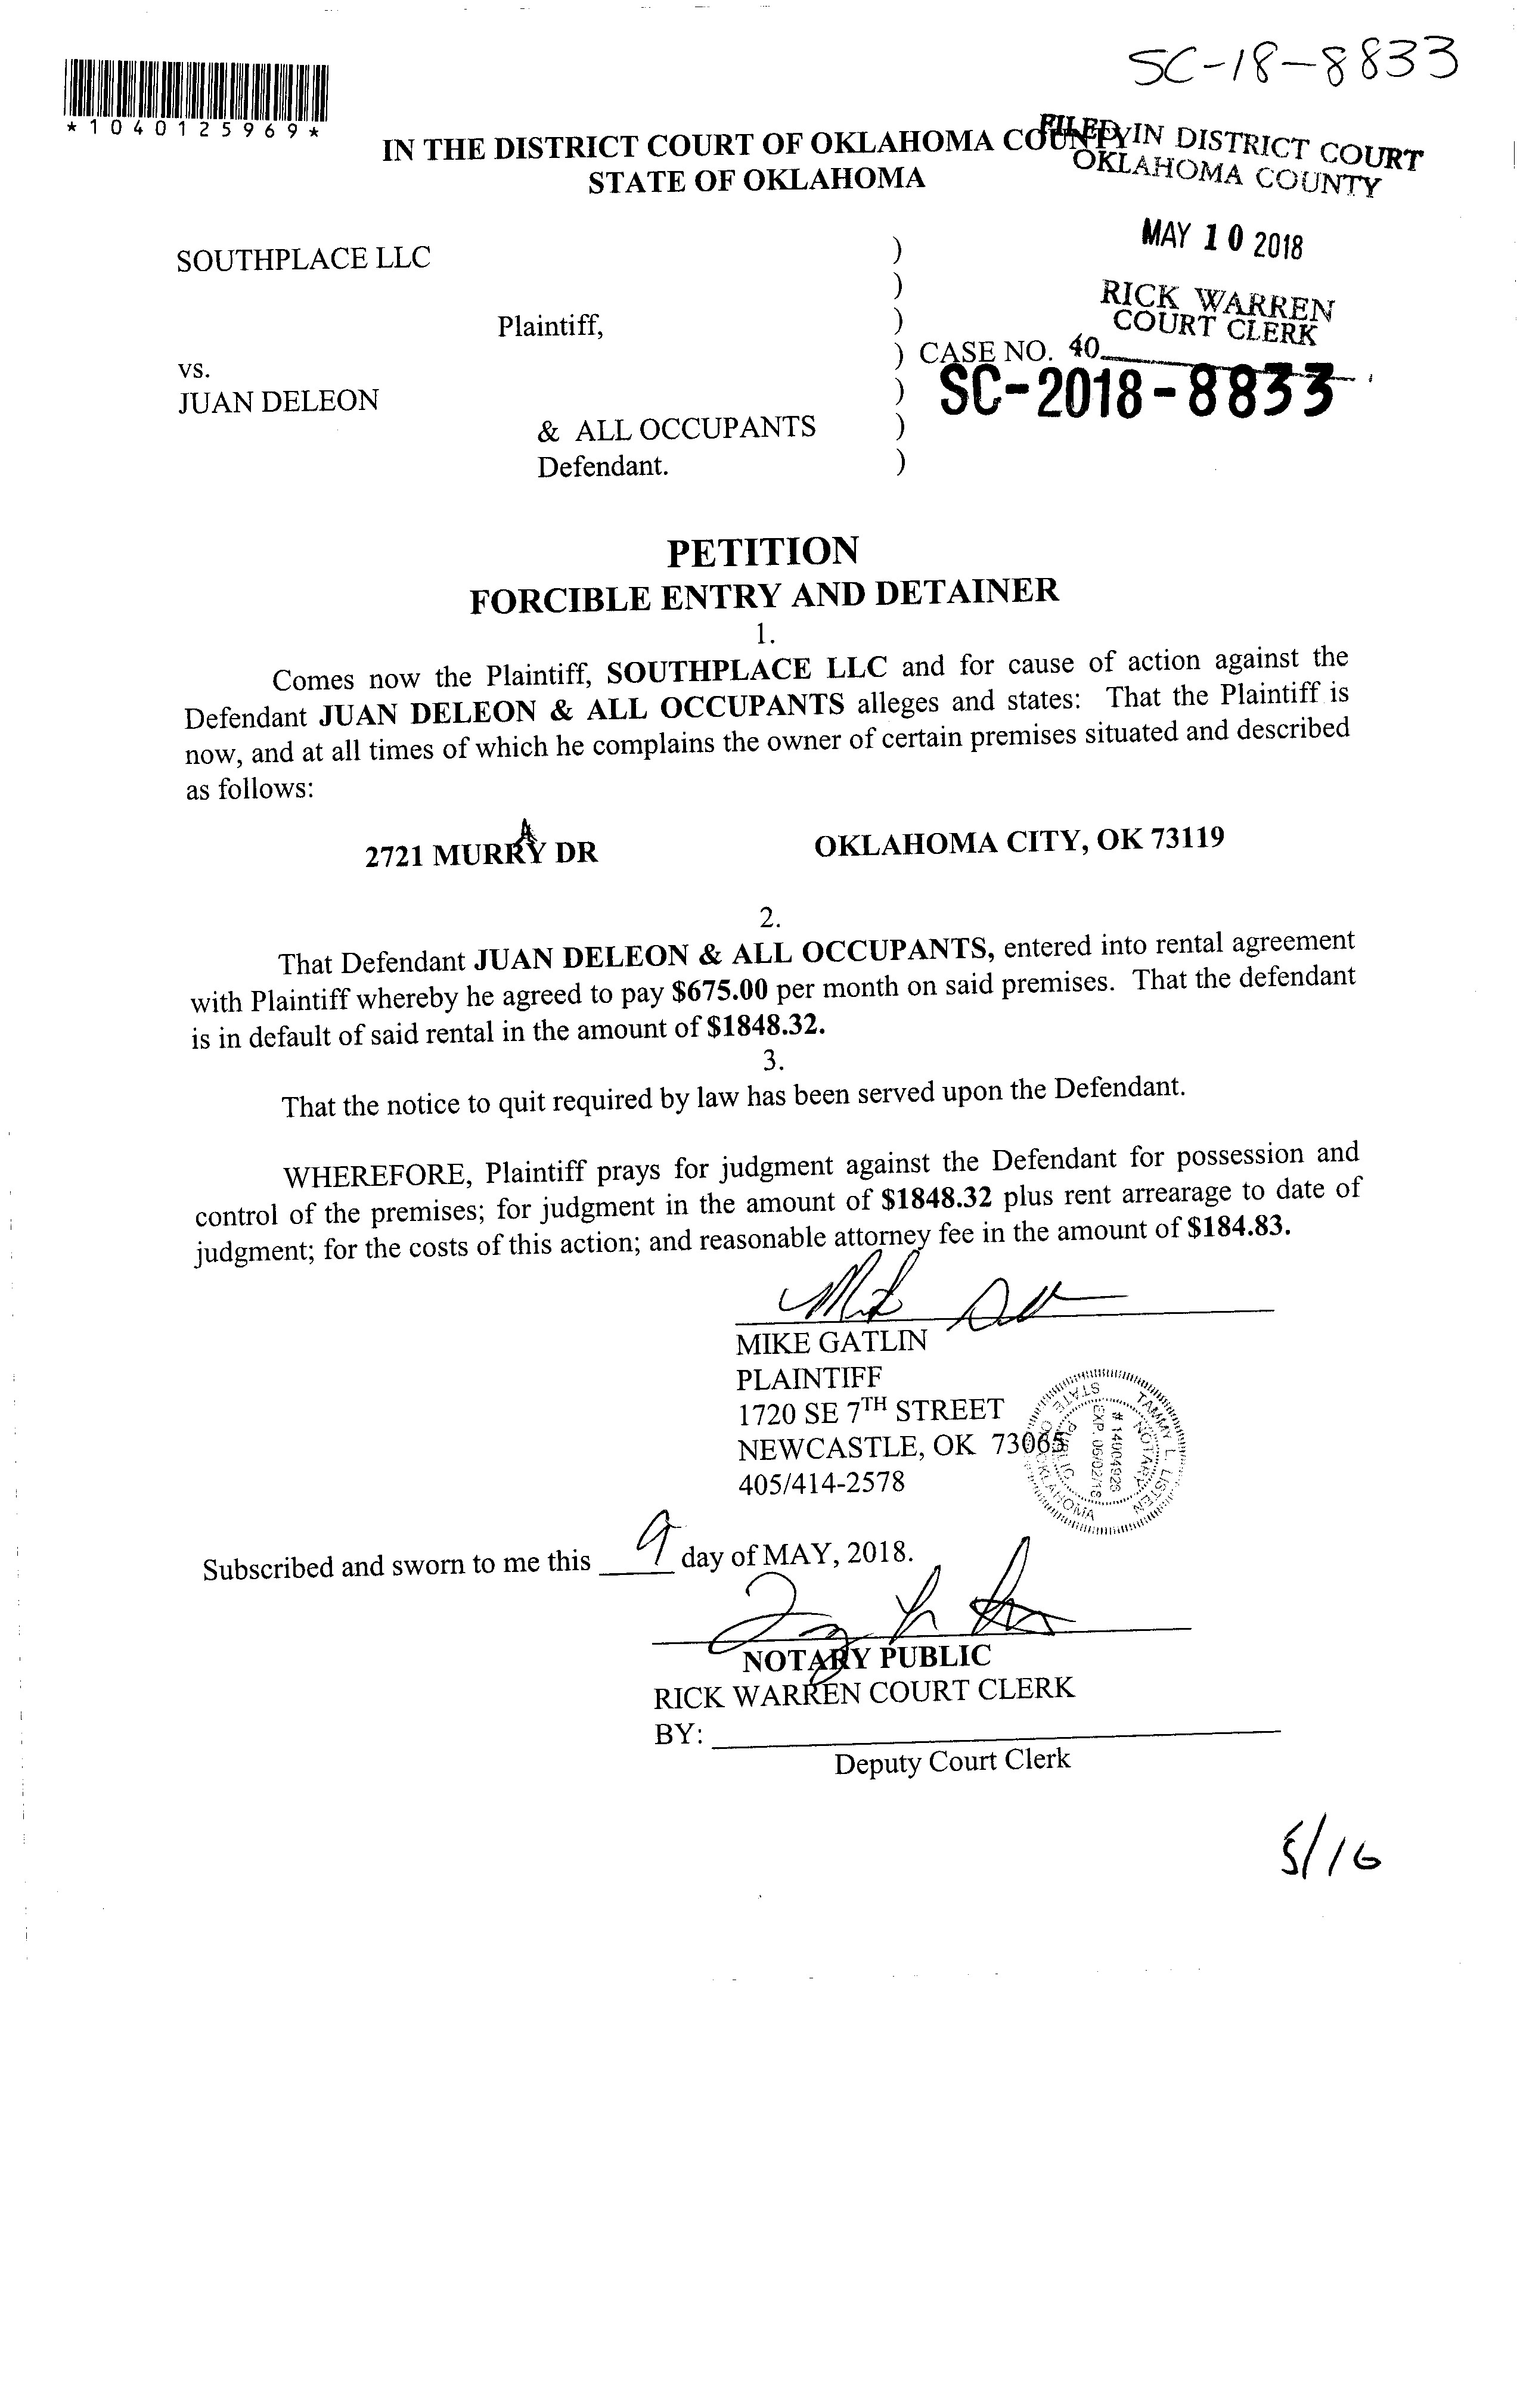 SC-18-8833
*1040125969*
IN THE DISTRICT COURT OF OKLAHOMA COUNTY
STATE OF OKLAHOMA
FILED IN DISTRICT COURT
OKLAHOMA COUNTY
MAY 10 2018
RICK WARREN
COURT CLERK
40
SOUTHPLACE LLC )
)
Plaintiff, )
vs. ) CASE NO.
JUAN DELEON ) SC-2018-8833
& ALL OCCUPANTS )
Defendant. )
PETITION
FORCIBLE ENTRY AND DETAINER
1.
Comes now the Plaintiff, SOUTHPLACE LLC and for cause of action against the
Defendant JUAN DELEON & ALL OCCUPANTS alleges and states: That the Plaintiff is
now, and at all times of which he complains the owner of certain premises situated and described
as follows:
A
2721 MURRY DR OKLAHOMA CITY, OK 73119
2.
That Defendant JUAN DELEON & ALL OCCUPANTS, entered into rental agreement
with Plaintiff whereby he agreed to pay $675.00 per month on said premises. That the defendant
is in default of said rental in the amount of $1848.32.
3.
That the notice to quit required by law has been served upon the Defendant.
WHEREFORE, Plaintiff prays for judgment against the Defendant for possession and
control of the premises; for judgment in the amount of $1848.32 plus rent arrearage to date of
judgment; for the costs of this action; and reasonable attorney fee in the amount of $184.83.
MIKE GATLIN
PLAINTIFF
1720 SE 7TH STREET
NEWCASTLE, OK 73065
405/414-2578
TAMMY L. LISTEN
NOTARY PUBLIC
# 14004926
EXP. 06/02/18
STATE OF OKLAHOMA
Subscribed and sworn to me this 9 day of MAY, 2018.
NOTARY PUBLIC
RICK WARREN COURT CLERK
BY:
Deputy Court Clerk
5/16